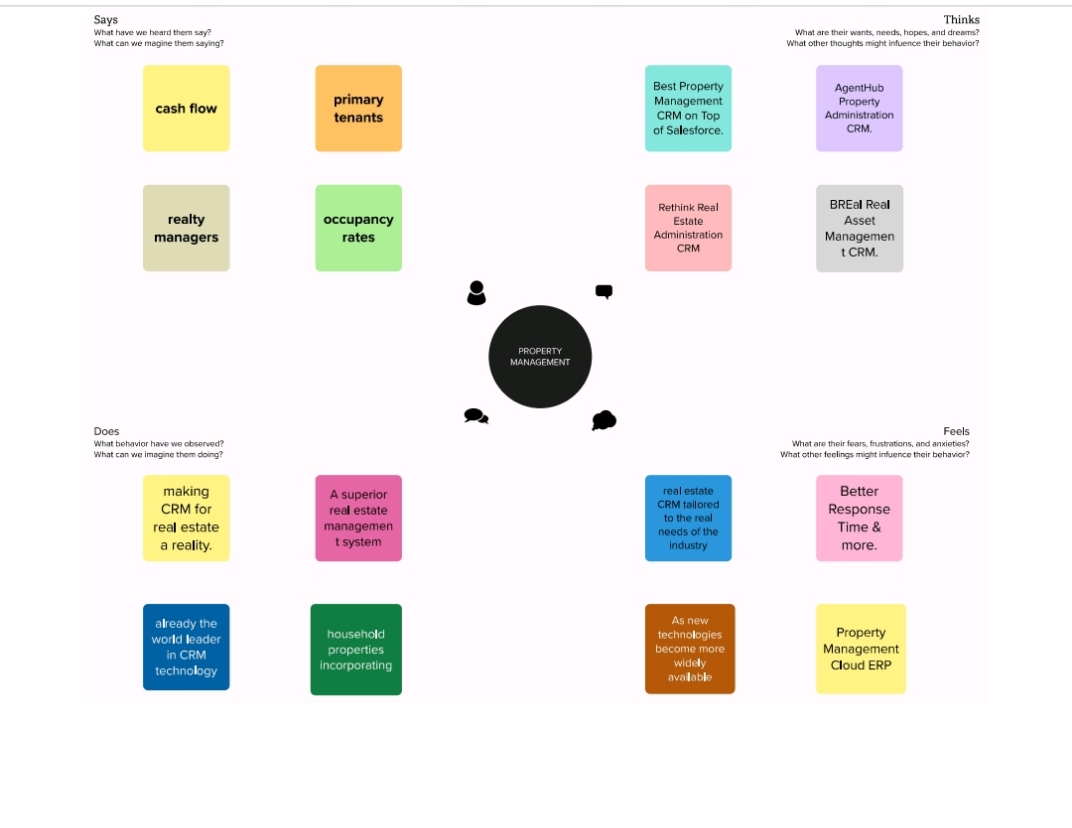 Says
What have we heard them say?
What can we magine them saying?
Thinks
What are their wants, needs, hopes, and dreams?
What other thoughts might infuence their behavior?
cash flow
primary
tenants
Best Property
Management
CRM on Top
of Salesforce.
AgentHub
Property
Administration
CRM.
realty
managers
occupancy
rates
Rethink Real
Estate
Administration
CRM
BREal Real
Asset
Managemen
t CRM.
PROPERTY
MANAGEMENT
Does
What behavior have we observed?
What can we imagine them doing?
Feels
What are their fears, frustrations, and anxieties?
What other feelings might infuence their behavior?
making
CRM for
real estate
a reality.
A superior
real estate
managemen
t system
real estate
CRM tailored
to the real
needs of the
industry
Better
Response
Time &
more.
already the
world leader
in CRM
technology
household
properties
incorporating
As new
technologies
become more
widely
available
Property
Management
Cloud ERP